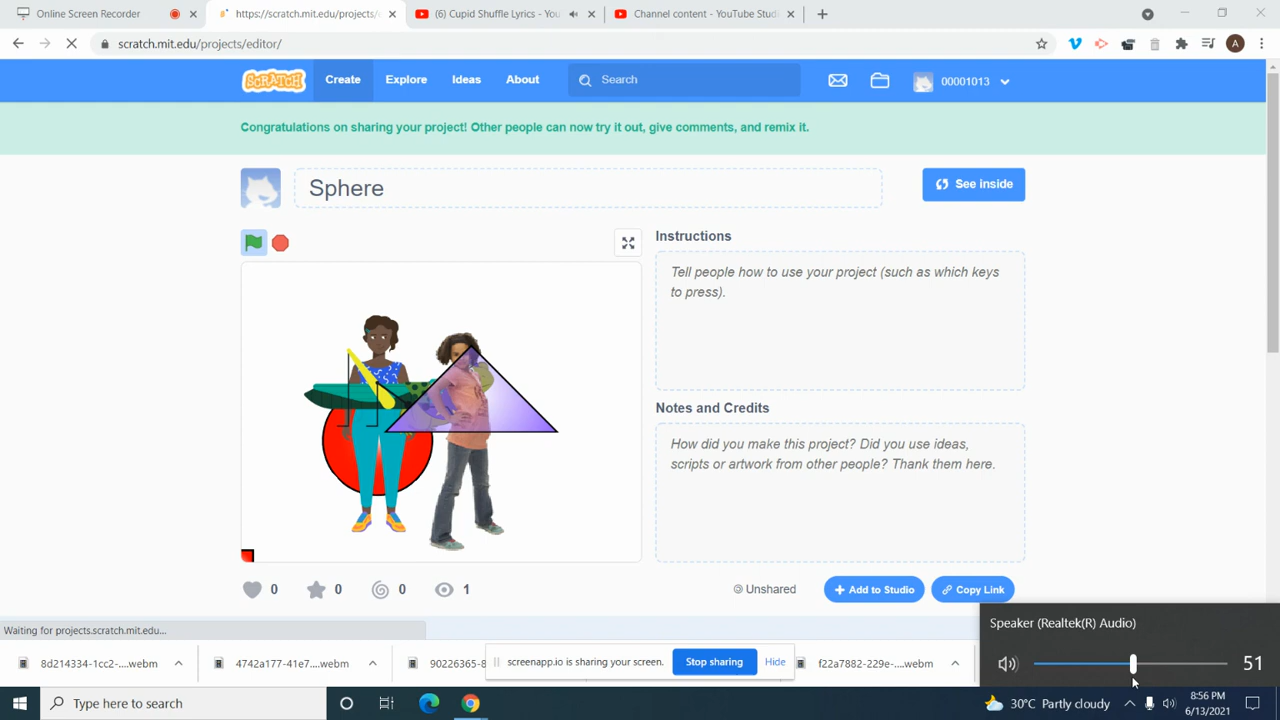 Online Screen Recorder
https://scratch.mit.edu/projects/
(6) Cupid Shuffle Lyrics - You
Channel content - YouTube Stud
scratch.mit.edu/projects/editor/
A
SCRATCH
Create
Explore
Ideas
About
Search
00001013
Congratulations on sharing your project! Other people can now try it out, give comments, and remix it.
Sphere
See inside
Instructions
Tell people how to use your project (such as which keys
to press).
Notes and Credits
How did you make this project? Did you use ideas,
scripts or artwork from other people? Thank them here.
0
0
0
1
Unshared
Add to Studio
Copy Link
Waiting for projects.scratch.mit.edu...
Speaker (Realtek(R) Audio)
51
8d214334-1cc2-....webm
4742a177-41e7....webm
90226365-8
screenapp.io is sharing your screen.
Stop sharing
Hide
f22a7882-229e-....webm
Type here to search
30°C Partly cloudy
8:56 PM
6/13/2021